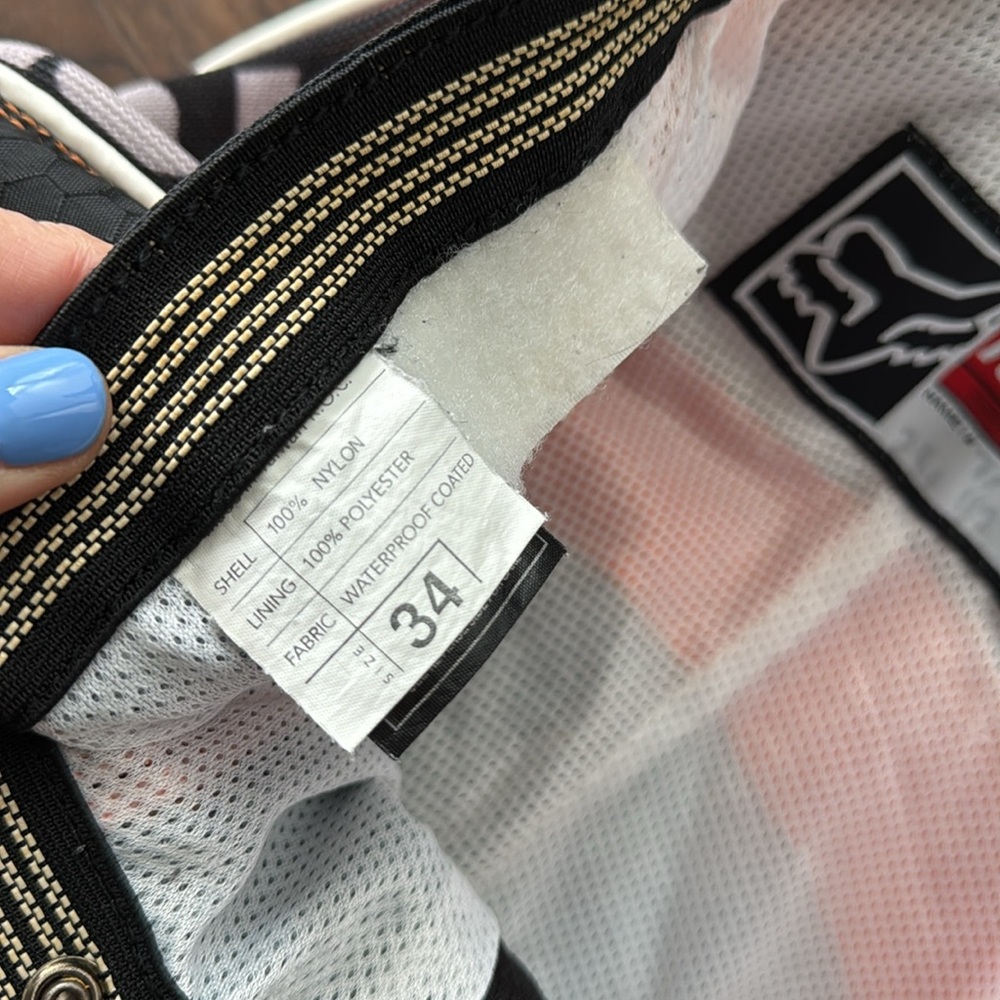 SHELL 100% NYLON
LINING 100% POLYESTER
FABRIC WATERPROOF COATED
SIZE 34